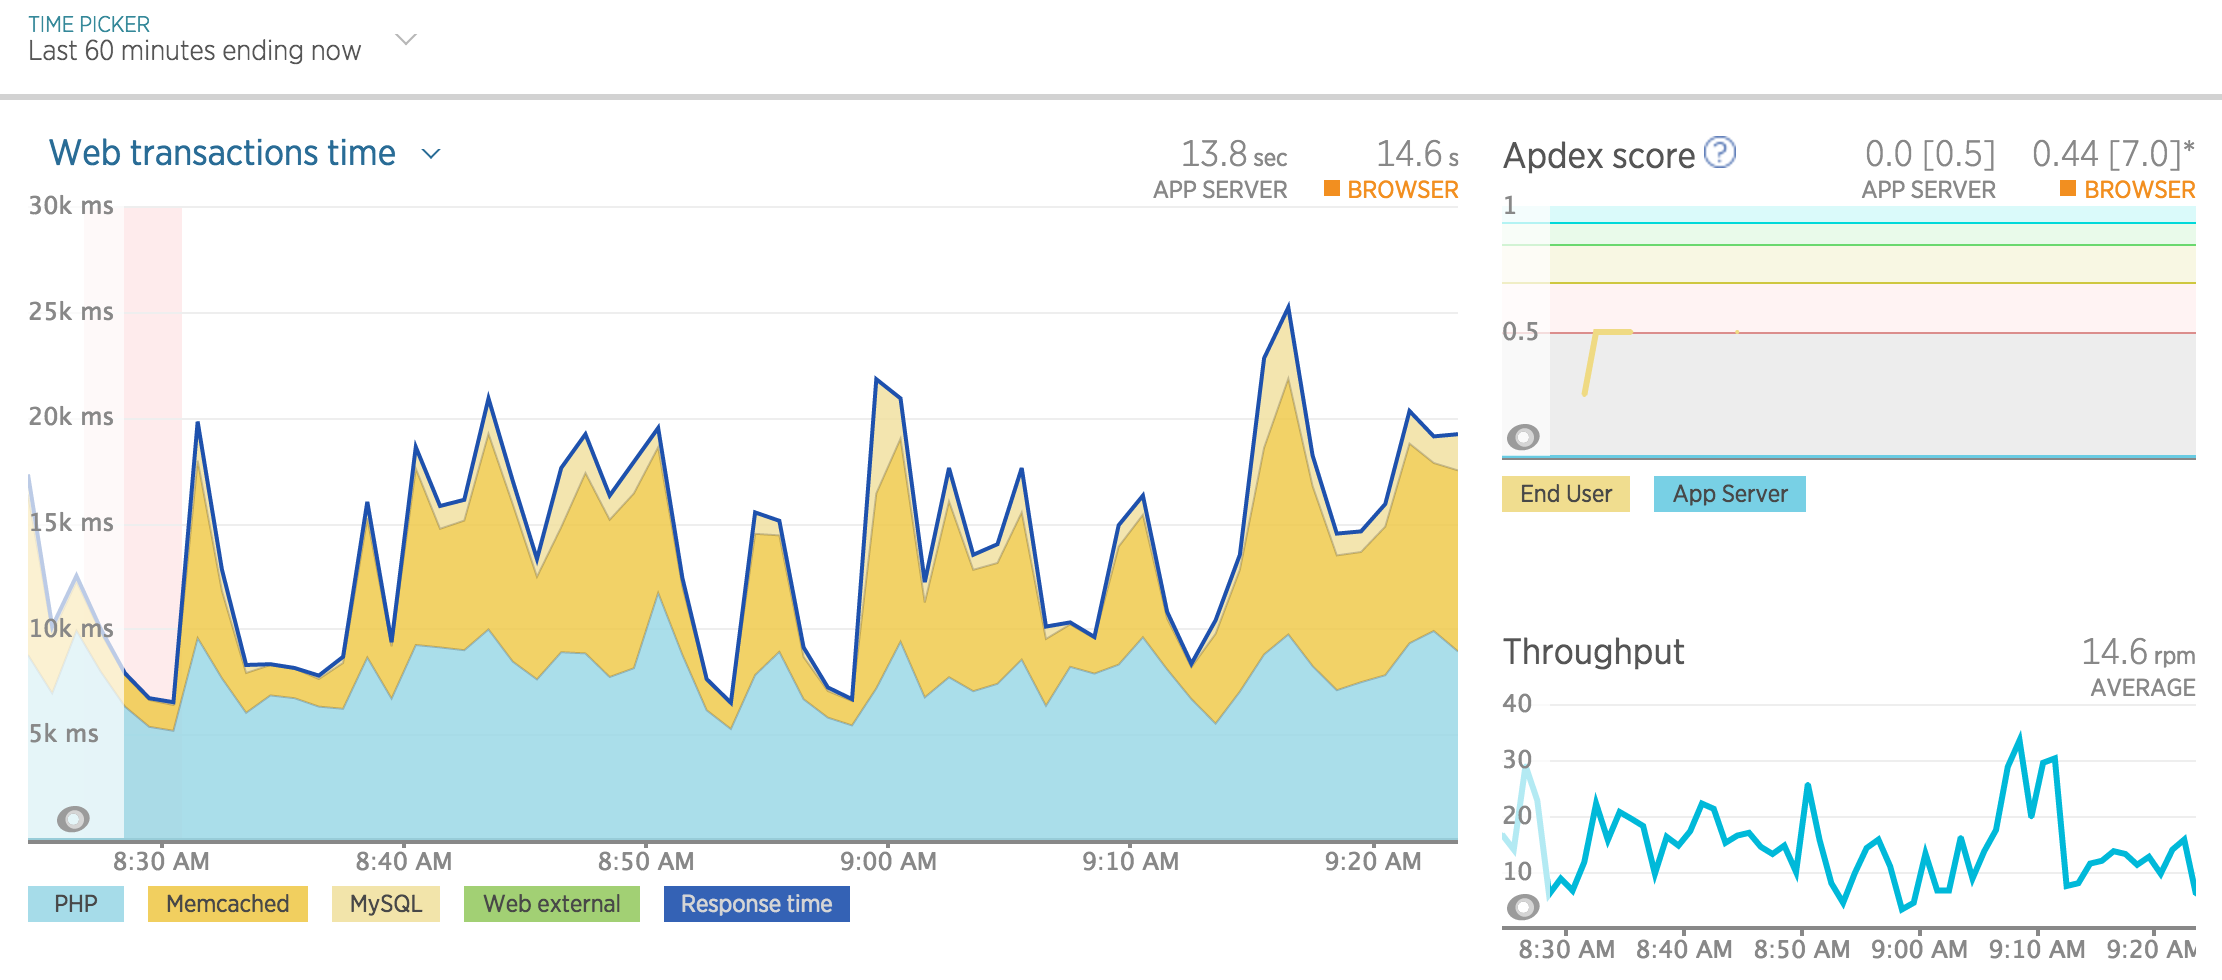 TIME PICKER
Last 60 minutes ending now
Web transactions time
13.8 sec
APP SERVER
14.6 s
BROWSER
30k ms
25k ms
20k ms
15k ms
10k ms
5k ms
8:30 AM 8:40 AM 8:50 AM 9:00 AM 9:10 AM 9:20 AM
PHP Memcached MySQL Web external Response time
Apdex score ?
0.0 [0.5]
APP SERVER
0.44 [7.0]*
BROWSER
1
0.5
End User App Server
Throughput
14.6 rpm
AVERAGE
40
30
20
10
8:30 AM 8:40 AM 8:50 AM 9:00 AM 9:10 AM 9:20 AM